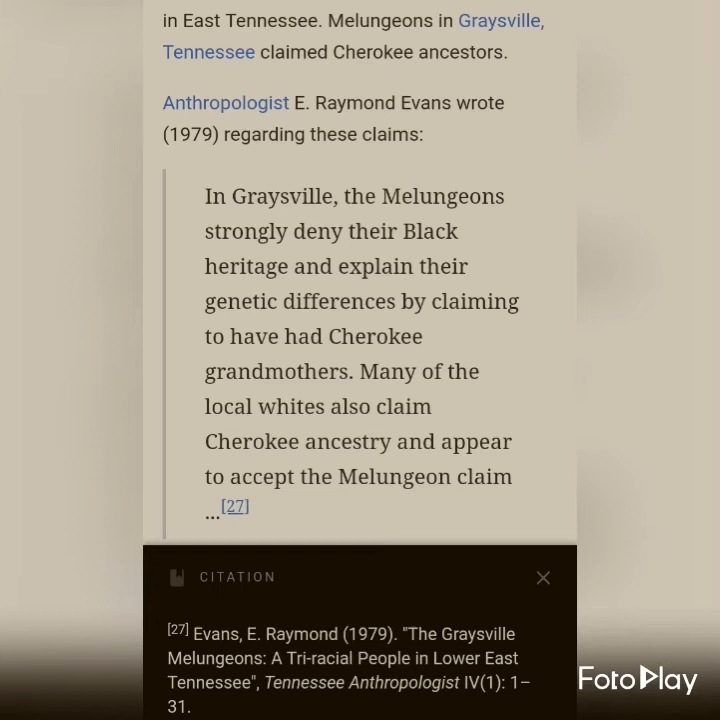 in East Tennessee. Melungeons in Graysville,
Tennessee claimed Cherokee ancestors.
Anthropologist E. Raymond Evans wrote
(1979) regarding these claims:
In Graysville, the Melungeons
strongly deny their Black
heritage and explain their
genetic differences by claiming
to have had Cherokee
grandmothers. Many of the
local whites also claim
Cherokee ancestry and appear
to accept the Melungeon claim
...[27]
CITATION
[27] Evans, E. Raymond (1979). "The Graysville
Melungeons: A Tri-racial People in Lower East
Tennessee", Tennessee Anthropologist IV(1): 1–
31.
FotoPlay